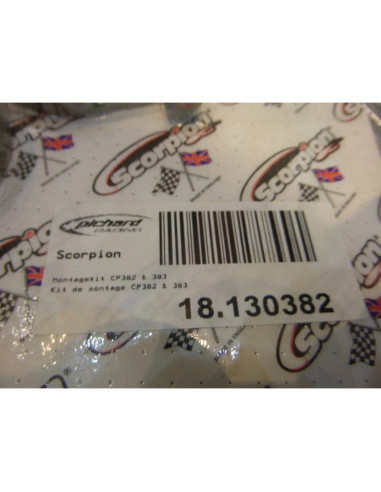 Scorpion
Scorpion
Scorpion
Scorpion
pichard
RACING
Scorpion
Montagekit CP382 & 383
Kit de montage CP382 & 383
18.130382